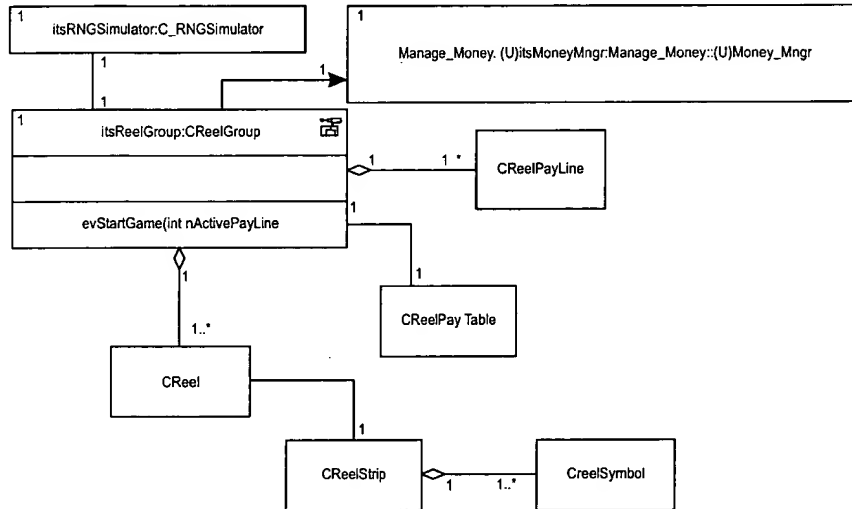 1
itsRNGSimulator:C_RNGSimulator
1
Manage_Money. (U)itsMoneyMngr:Manage_Money::(U)Money_Mngr
1
1
1
1
itsReelGroup:CReelGroup
1
1 *
CReelPayLine
evStartGame(int nActivePayLine
1
1
1
CReelPay Table
1..*
CReel
1
CReelStrip
1
1..*
CreelSymbol